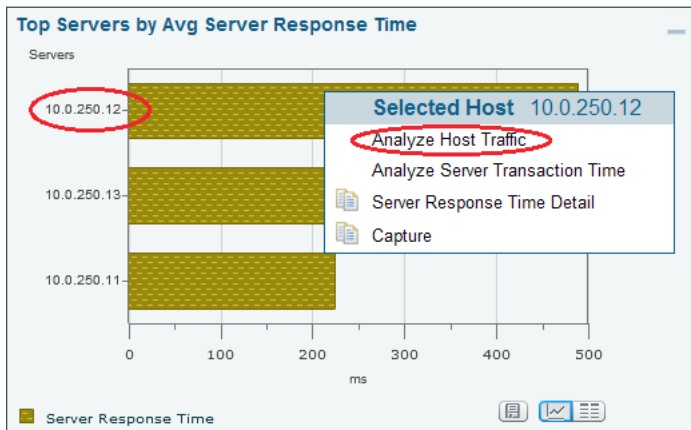 Top Servers by Avg Server Response Time
Servers
10.0.250.12
Selected Host 10.0.250.12
Analyze Host Traffic
Analyze Server Transaction Time
10.0.250.13
Server Response Time Detail
Capture
10.0.250.11
0 100 200 300 400 500
ms
Server Response Time